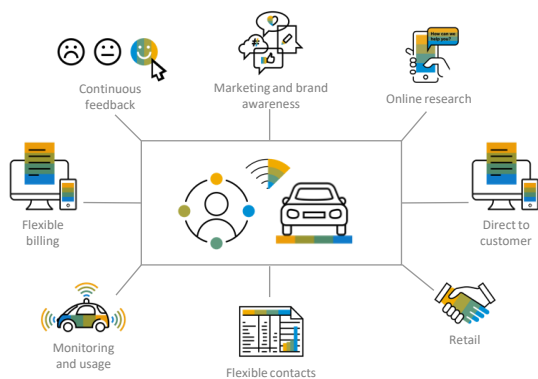 How can we
help you?
Continuous
feedback
Marketing and brand
awareness
Online research
Flexible
billing
Direct to
customer
Monitoring
and usage
Flexible contacts
Retail